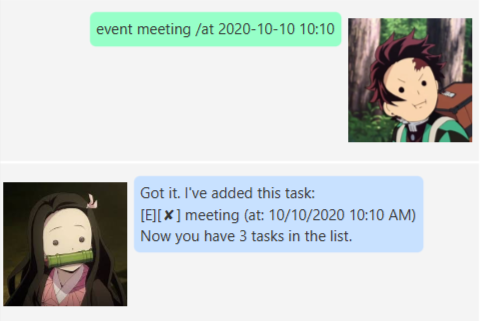 event meeting /at 2020-10-10 10:10
Got it. I've added this task:
[E][✘] meeting (at: 10/10/2020 10:10 AM)
Now you have 3 tasks in the list.